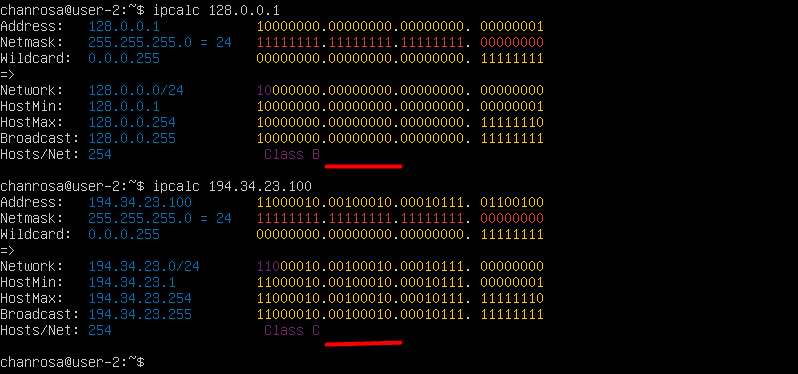 chanrosa@user-2:~$ ipcalc 128.0.0.1
Address:   128.0.0.1            10000000.00000000.00000000. 00000001
Netmask:   255.255.255.0 = 24   11111111.11111111.11111111. 00000000
Wildcard:  0.0.0.255            00000000.00000000.00000000. 11111111
=>
Network:   128.0.0.0/24         10000000.00000000.00000000. 00000000
HostMin:   128.0.0.1            10000000.00000000.00000000. 00000001
HostMax:   128.0.0.254          10000000.00000000.00000000. 11111110
Broadcast: 128.0.0.255          10000000.00000000.00000000. 11111111
Hosts/Net: 254                   Class B
chanrosa@user-2:~$ ipcalc 194.34.23.100
Address:   194.34.23.100        11000010.00100010.00010111. 01100100
Netmask:   255.255.255.0 = 24   11111111.11111111.11111111. 00000000
Wildcard:  0.0.0.255            00000000.00000000.00000000. 11111111
=>
Network:   194.34.23.0/24       11000010.00100010.00010111. 00000000
HostMin:   194.34.23.1          11000010.00100010.00010111. 00000001
HostMax:   194.34.23.254        11000010.00100010.00010111. 11111110
Broadcast: 194.34.23.255        11000010.00100010.00010111. 11111111
Hosts/Net: 254                   Class C
chanrosa@user-2:~$